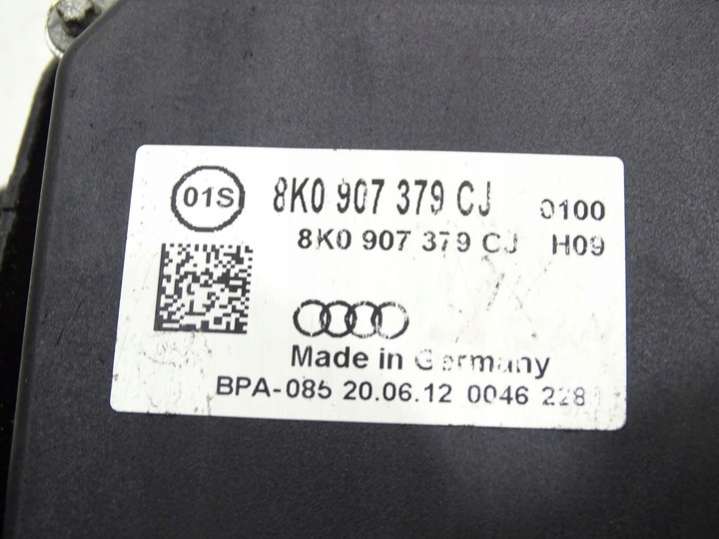 01S 8K0 907 379 CJ 0100
8K0 907 379 CJ H09
Made in Germany
BPA-085 20.06.12 0046